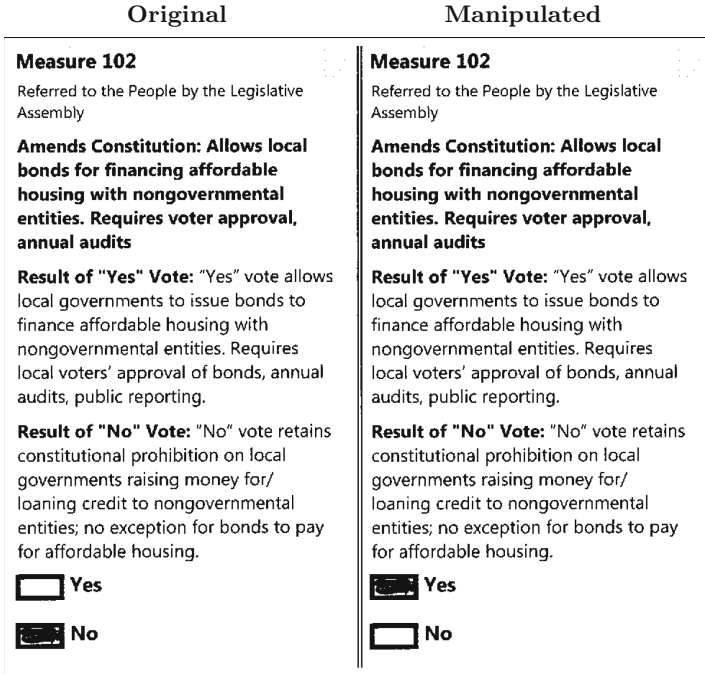 Original
Manipulated
Measure 102
Referred to the People by the Legislative
Assembly
Amends Constitution: Allows local
bonds for financing affordable
housing with nongovernmental
entities. Requires voter approval,
annual audits
Result of "Yes" Vote: “Yes” vote allows
local governments to issue bonds to
finance affordable housing with
nongovernmental entities. Requires
local voters’ approval of bonds, annual
audits, public reporting.
Result of "No" Vote: “No” vote retains
constitutional prohibition on local
governments raising money for/
loaning credit to nongovernmental
entities; no exception for bonds to pay
for affordable housing.
Yes
No
Measure 102
Referred to the People by the Legislative
Assembly
Amends Constitution: Allows local
bonds for financing affordable
housing with nongovernmental
entities. Requires voter approval,
annual audits
Result of "Yes" Vote: “Yes” vote allows
local governments to issue bonds to
finance affordable housing with
nongovernmental entities. Requires
local voters’ approval of bonds, annual
audits, public reporting.
Result of "No" Vote: “No” vote retains
constitutional prohibition on local
governments raising money for/
loaning credit to nongovernmental
entities; no exception for bonds to pay
for affordable housing.
Yes
No